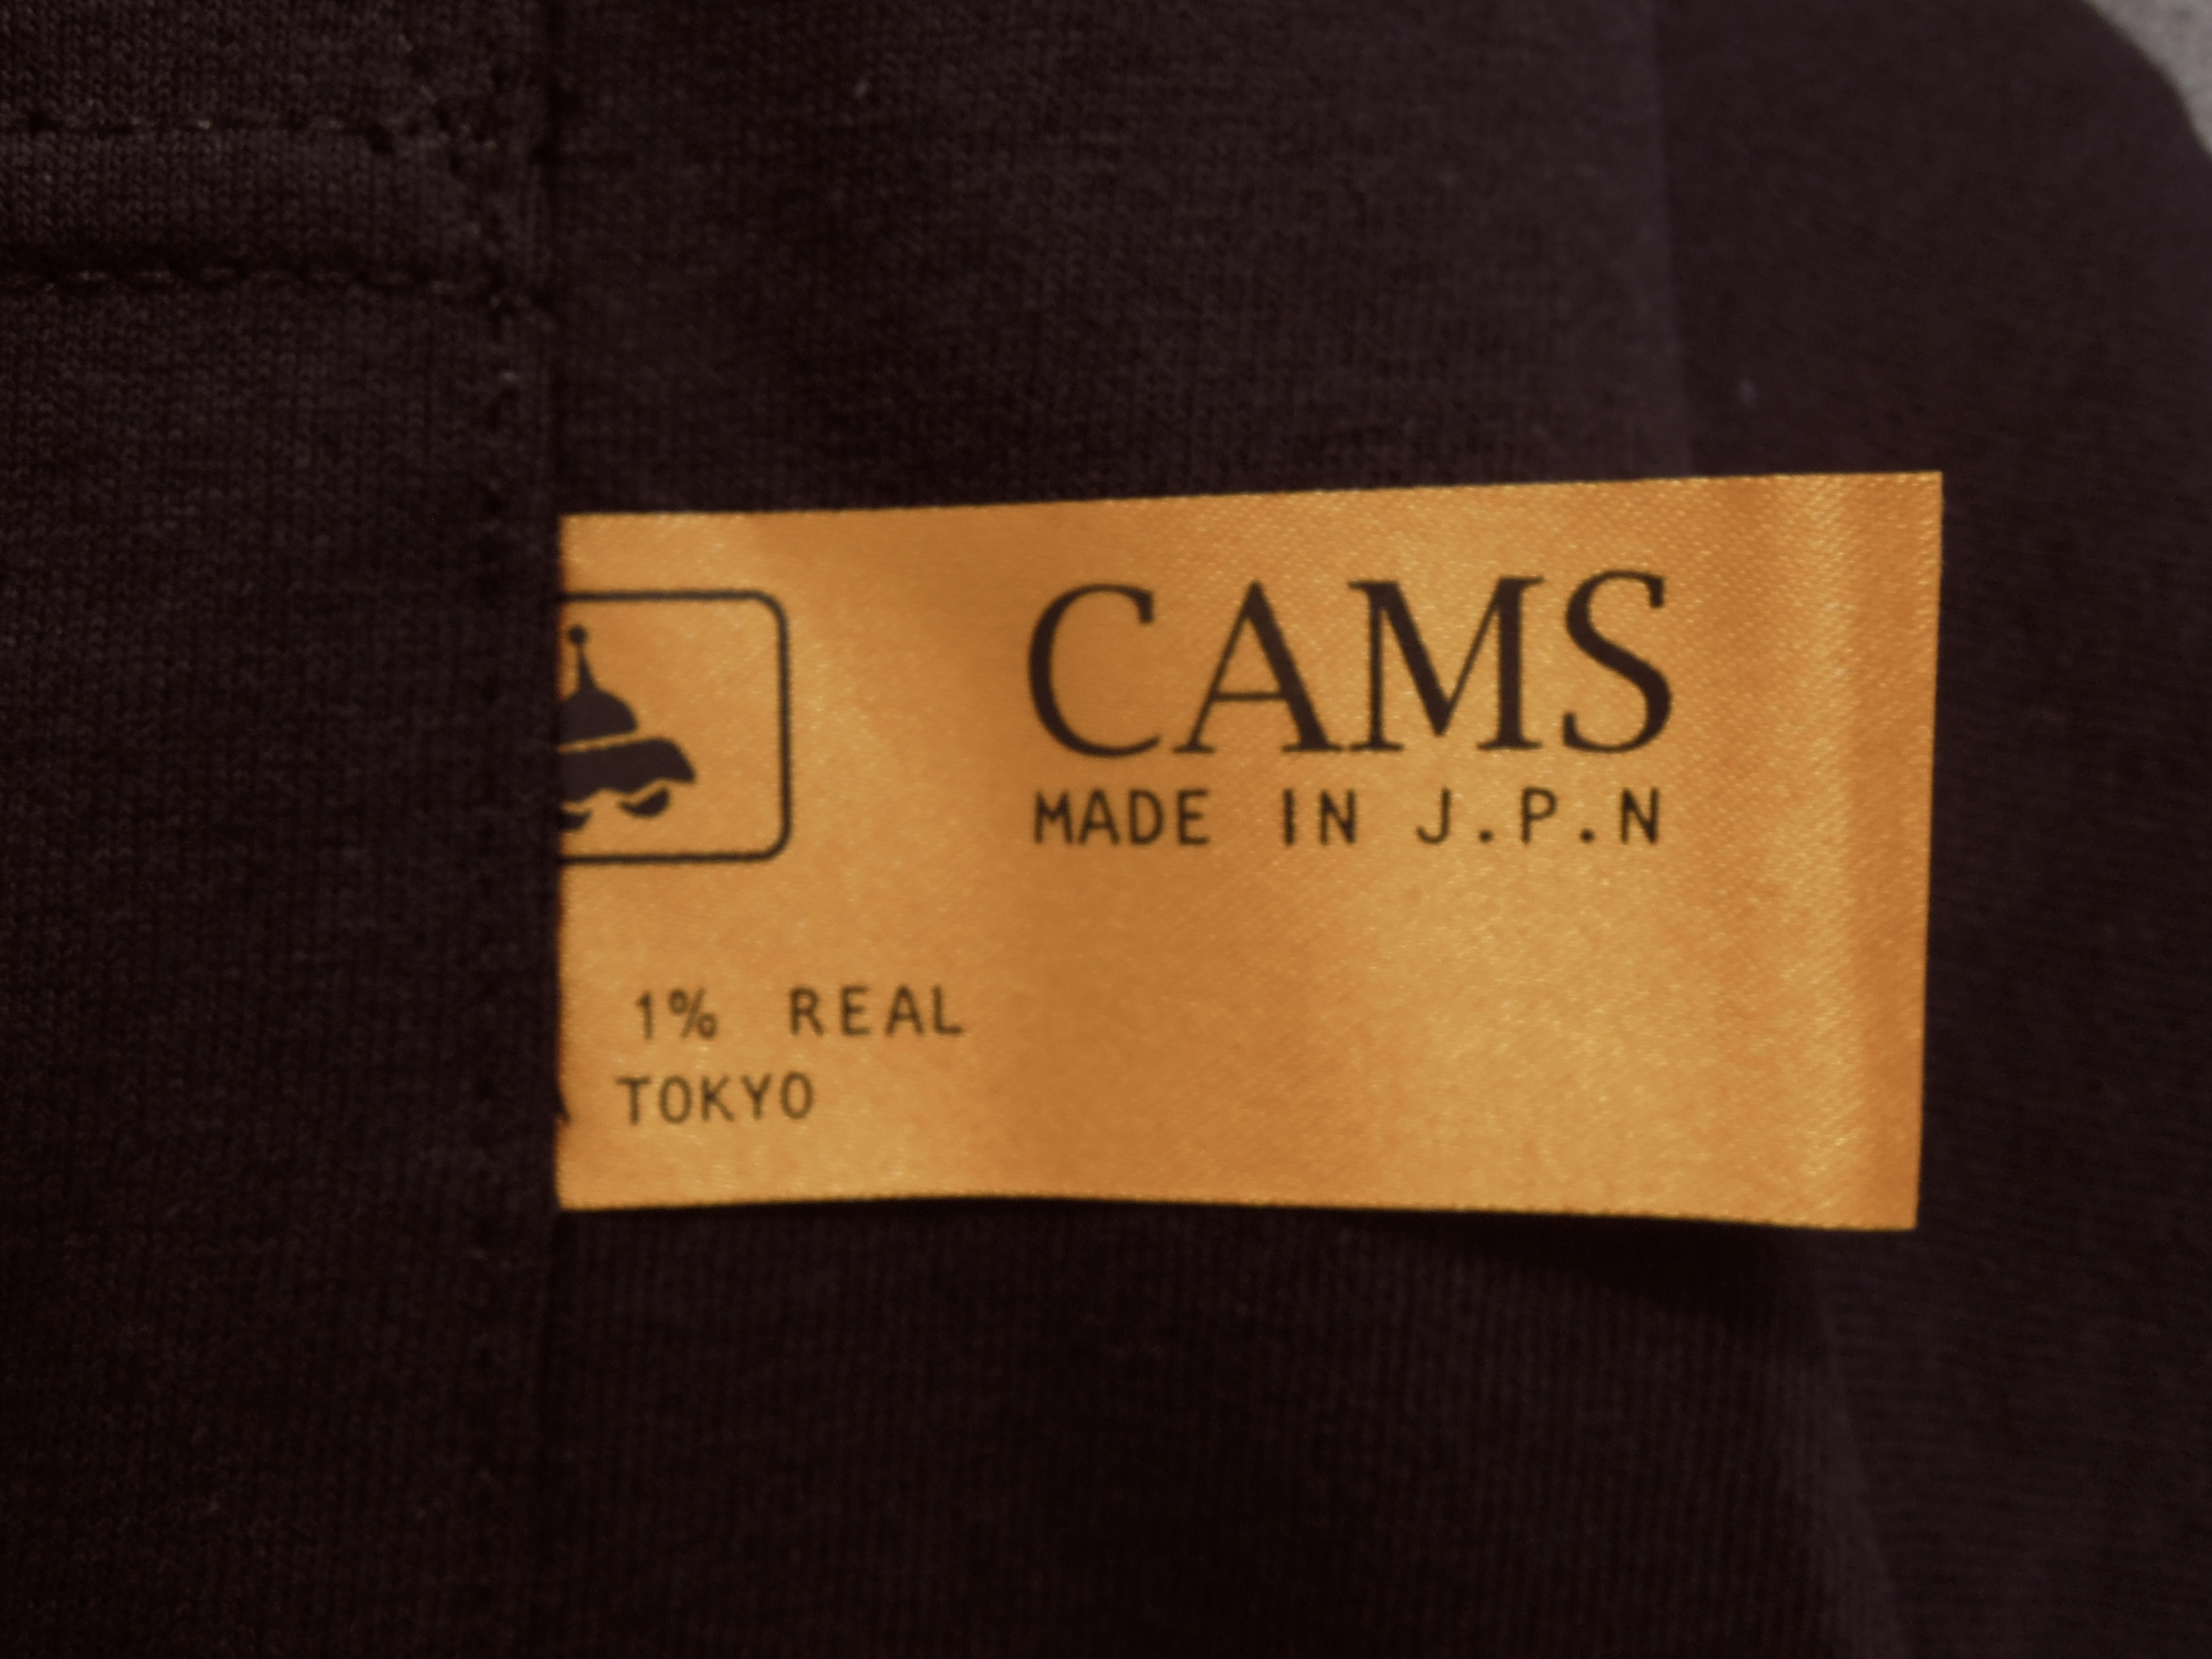 CAMS
MADE IN J.P.N
1% REAL
TOKYO